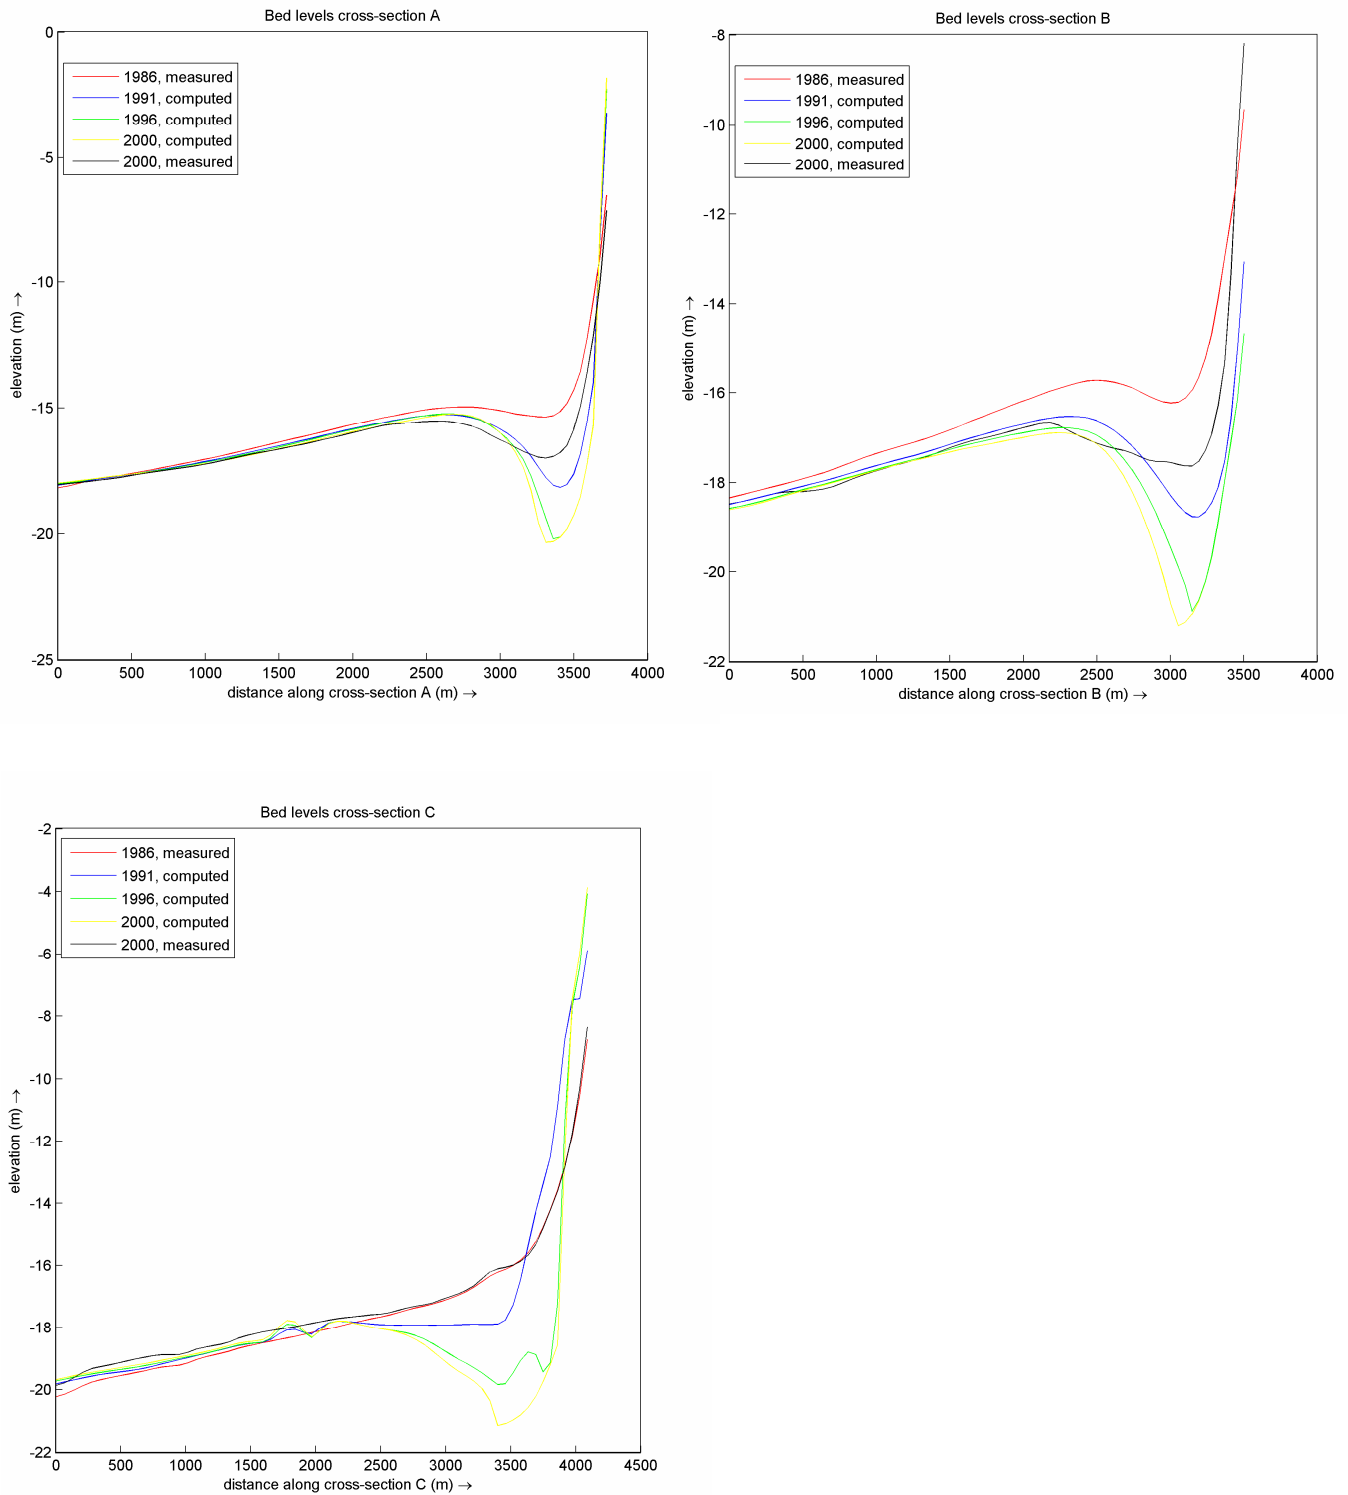 Bed levels cross-section A
0
-5
-10
-15
-20
-25
1986, measured
1991, computed
1996, computed
2000, computed
2000, measured
elevation (m) →
0 500 1000 1500 2000 2500 3000 3500 4000
distance along cross-section A (m) →
Bed levels cross-section B
-8
-10
-12
-14
-16
-18
-20
-22
1986, measured
1991, computed
1996, computed
2000, computed
2000, measured
elevation (m) →
0 500 1000 1500 2000 2500 3000 3500 4000
distance along cross-section B (m) →
Bed levels cross-section C
-2
-4
-6
-8
-10
-12
-14
-16
-18
-20
-22
1986, measured
1991, computed
1996, computed
2000, computed
2000, measured
elevation (m) →
0 500 1000 1500 2000 2500 3000 3500 4000 4500
distance along cross-section C (m) →